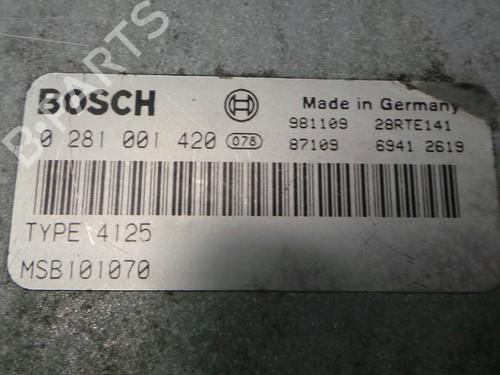 B-PARTS
BOSCH
Made in Germany
0 281 001 420 078
981109 28RTE141
87109 6941 2619
TYPE 4125
MSB101070